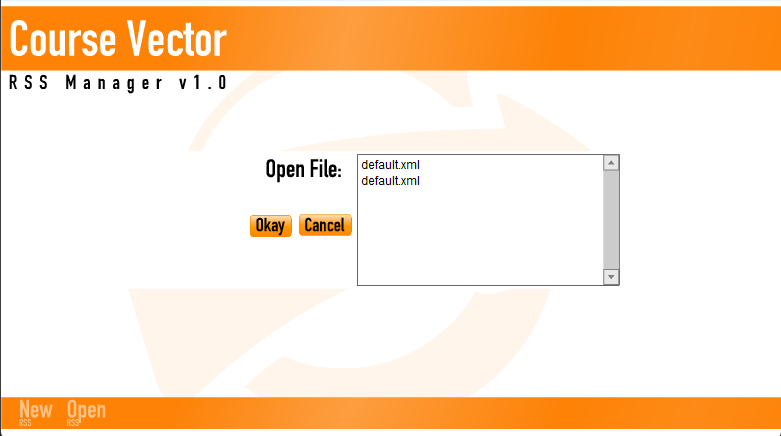 Course Vector
RSS Manager v1.0
Open File:
default.xml
default.xml
Okay Cancel
New Open
RSS RSS